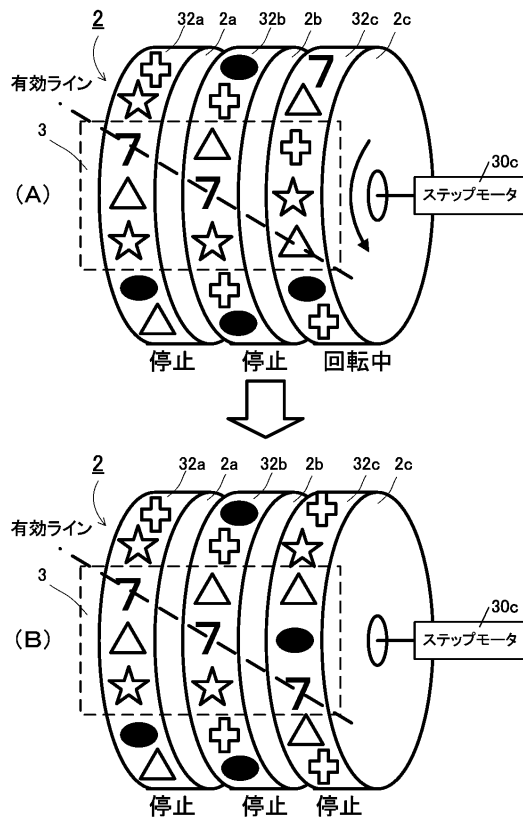 32a 2a 32b 2b 32c 2c
2
有効ライン
3
30c
(A)
ステップモータ
停止 停止 回転中
32a 2a 32b 2b 32c 2c
2
有効ライン
3
30c
(B)
ステップモータ
停止 停止 停止